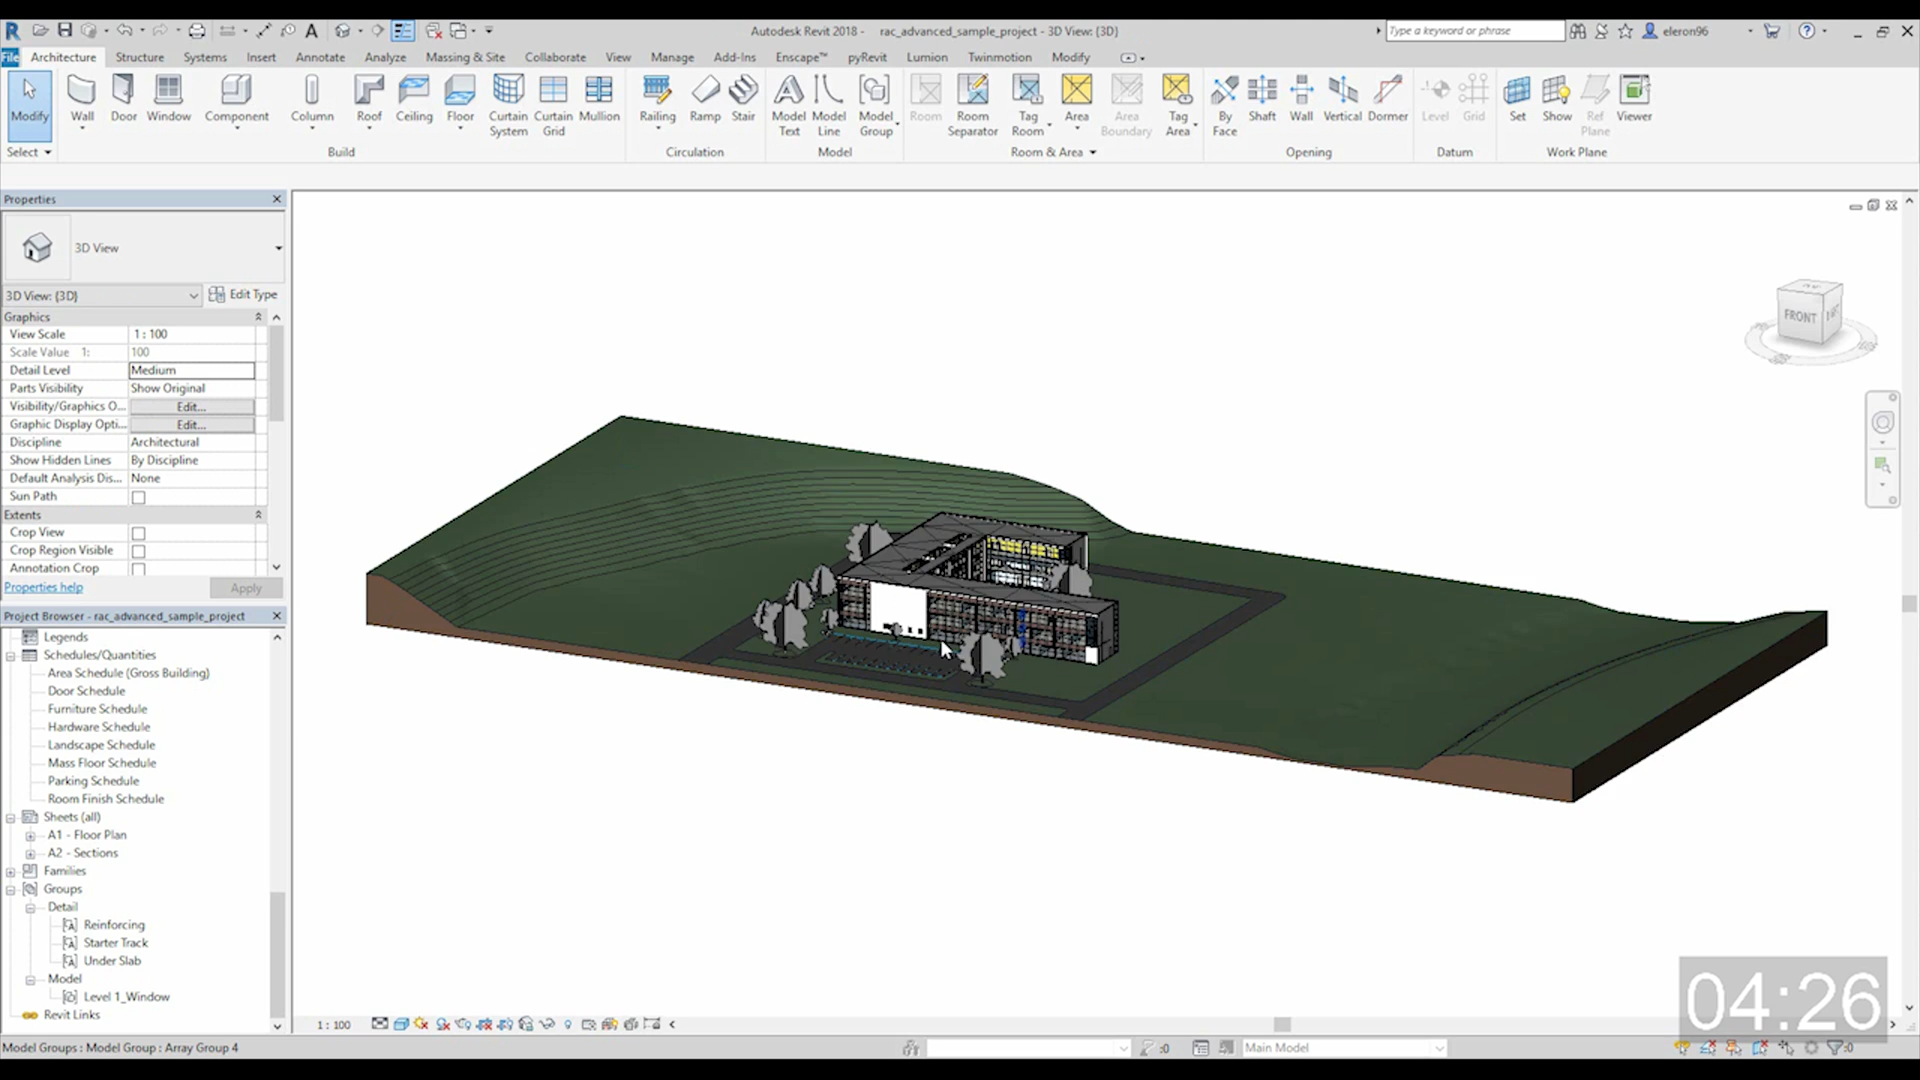 Autodesk Revit 2018 - rac_advanced_sample_project - 3D View: {3D}
Type a keyword or phrase
eleron96
File Architecture Structure Systems Insert Annotate Analyze Massing & Site Collaborate View Manage Add-Ins Enscape™ pyRevit Lumion Twinmotion Modify
Modify Wall Door Window Component Column Roof Ceiling Floor Curtain System Curtain Grid Mullion Railing Ramp Stair Model Text Model Line Model Group Room Room Separator Tag Room Area Area Boundary Tag Area By Face Shaft Wall Vertical Dormer Level Grid Set Show Ref Plane Viewer
Select Build Circulation Model Room & Area Opening Datum Work Plane
Properties
3D View
3D View: {3D} Edit Type
Graphics
View Scale 1 : 100
Scale Value 1: 100
Detail Level Medium
Parts Visibility Show Original
Visibility/Graphics O... Edit...
Graphic Display Opti... Edit...
Discipline Architectural
Show Hidden Lines By Discipline
Default Analysis Dis... None
Sun Path
Extents
Crop View
Crop Region Visible
Annotation Crop
Properties help Apply
Project Browser - rac_advanced_sample_project
Legends
Schedules/Quantities
Area Schedule (Gross Building)
Door Schedule
Furniture Schedule
Hardware Schedule
Landscape Schedule
Mass Floor Schedule
Parking Schedule
Room Finish Schedule
Sheets (all)
A1 - Floor Plan
A2 - Sections
Families
Groups
Detail
Reinforcing
Starter Track
Under Slab
Model
Level 1_Window
Revit Links
FRONT
1 : 100
04:26
Model Groups : Model Group : Array Group 4
:0
Main Model
:0